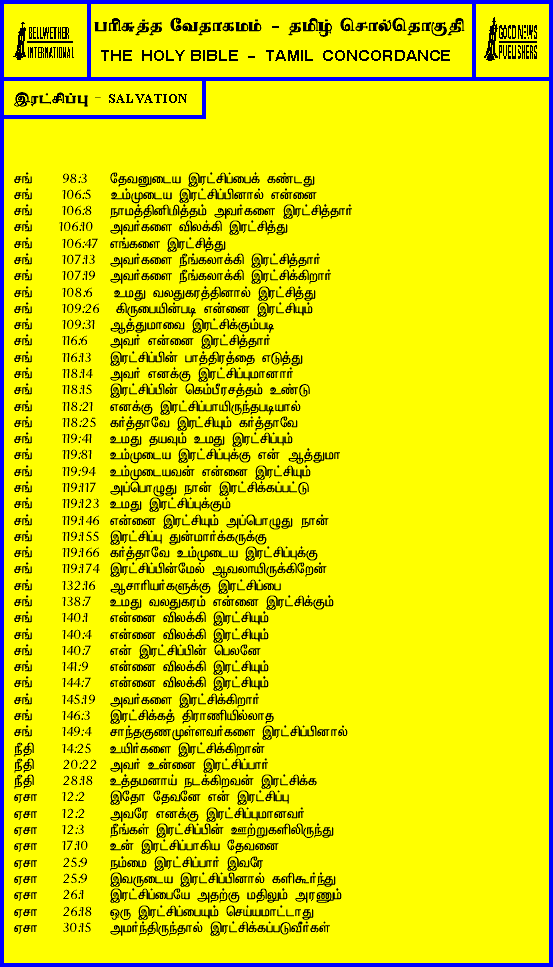 BELLWETHER
INTERNATIONAL
பரிசுத்த வேதாகமம் - தமிழ் சொல்தொகுதி
THE HOLY BIBLE - TAMIL CONCORDANCE
GOOD NEWS
PUBLISHERS
இரட்சிப்பு - SALVATION
சங் 98:3 தேவனுடைய இரட்சிப்பைக் கண்டது
சங் 106:5 உம்முடைய இரட்சிப்பினால் என்னை
சங் 106:8 நாமத்தினிமித்தம் அவர்களை இரட்சித்தார்
சங் 106:10 அவர்களை விலக்கி இரட்சித்து
சங் 106:47 எங்களை இரட்சித்து
சங் 107:13 அவர்களை நீங்கலாக்கி இரட்சித்தார்
சங் 107:19 அவர்களை நீங்கலாக்கி இரட்சிக்கிறார்
சங் 108:6 உமது வலதுகரத்தினால் இரட்சித்து
சங் 109:26 கிருபையின்படி என்னை இரட்சியும்
சங் 109:31 ஆத்துமாவை இரட்சிக்கும்படி
சங் 116:6 அவர் என்னை இரட்சித்தார்
சங் 116:13 இரட்சிப்பின் பாத்திரத்தை எடுத்து
சங் 118:14 அவர் எனக்கு இரட்சிப்புமானார்
சங் 118:15 இரட்சிப்பின் கெம்பீரசத்தம் உண்டு
சங் 118:21 எனக்கு இரட்சிப்பாயிருந்தபடியால்
சங் 118:25 கர்த்தாவே இரட்சியும் கர்த்தாவே
சங் 119:41 உமது தயவும் உமது இரட்சிப்பும்
சங் 119:81 உம்முடைய இரட்சிப்புக்கு என் ஆத்துமா
சங் 119:94 உம்முடையவன் என்னை இரட்சியும்
சங் 119:117 அப்பொழுது நான் இரட்சிக்கப்பட்டு
சங் 119:123 உமது இரட்சிப்புக்கும்
சங் 119:146 என்னை இரட்சியும் அப்பொழுது நான்
சங் 119:155 இரட்சிப்பு துன்மார்க்கருக்கு
சங் 119:166 கர்த்தாவே உம்முடைய இரட்சிப்புக்கு
சங் 119:174 இரட்சிப்பின்மேல் ஆவலாயிருக்கிறேன்
சங் 132:16 ஆசாரியர்களுக்கு இரட்சிப்பை
சங் 138:7 உமது வலதுகரம் என்னை இரட்சிக்கும்
சங் 140:1 என்னை விலக்கி இரட்சியும்
சங் 140:4 என்னை விலக்கி இரட்சியும்
சங் 140:7 என் இரட்சிப்பின் பெலனே
சங் 141:9 என்னை விலக்கி இரட்சியும்
சங் 144:7 என்னை விலக்கி இரட்சியும்
சங் 145:19 அவர்களை இரட்சிக்கிறார்
சங் 146:3 இரட்சிக்கத் திராணியில்லாத
சங் 149:4 சாந்தகுணமுள்ளவர்களை இரட்சிப்பினால்
நீதி 14:25 உயிர்களை இரட்சிக்கிறான்
நீதி 20:22 அவர் உன்னை இரட்சிப்பார்
நீதி 28:18 உத்தமனாய் நடக்கிறவன் இரட்சிக்க
ஏசா 12:2 இதோ தேவனே என் இரட்சிப்பு
ஏசா 12:2 அவரே எனக்கு இரட்சிப்புமானவர்
ஏசா 12:3 நீங்கள் இரட்சிப்பின் ஊற்றுகளிலிருந்து
ஏசா 17:10 உன் இரட்சிப்பாகிய தேவனை
ஏசா 25:9 நம்மை இரட்சிப்பார் இவரே
ஏசா 25:9 இவருடைய இரட்சிப்பினால் களிகூர்ந்து
ஏசா 26:1 இரட்சிப்பையே அதற்கு மதிலும் அரணும்
ஏசா 26:18 ஒரு இரட்சிப்பையும் செய்யமாட்டாது
ஏசா 30:15 அமர்ந்திருந்தால் இரட்சிக்கப்படுவீர்கள்